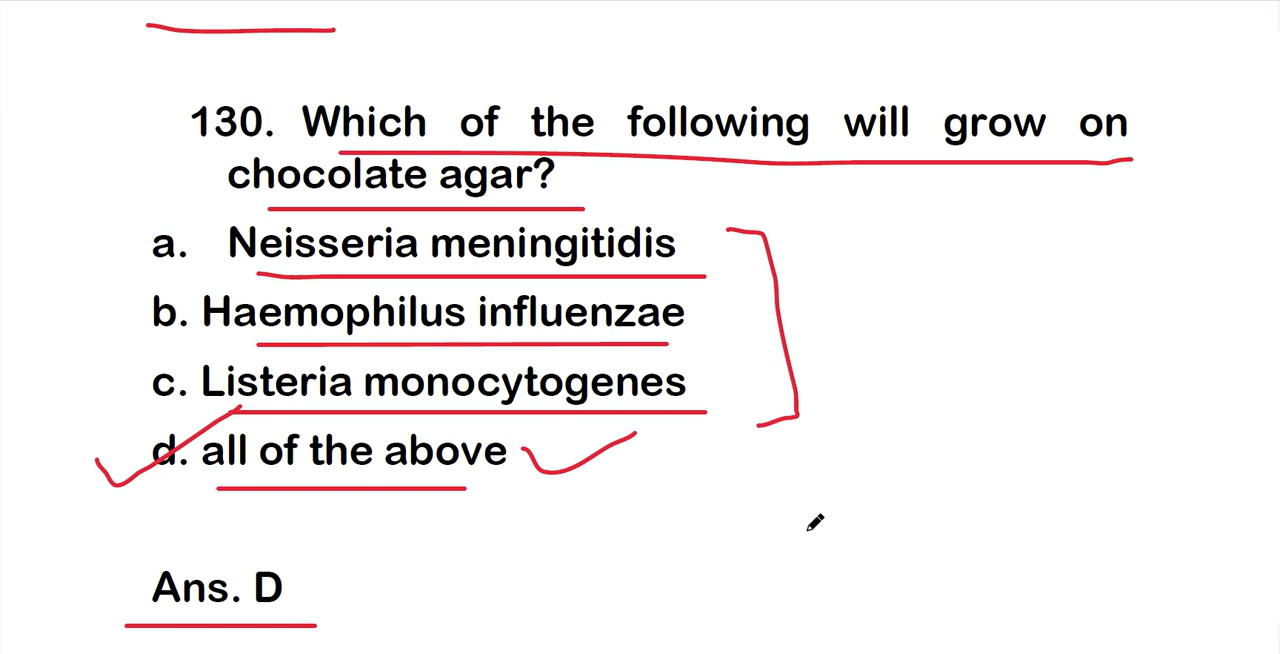 130. Which of the following will grow on
chocolate agar?
a. Neisseria meningitidis
b. Haemophilus influenzae
c. Listeria monocytogenes
d. all of the above
Ans. D